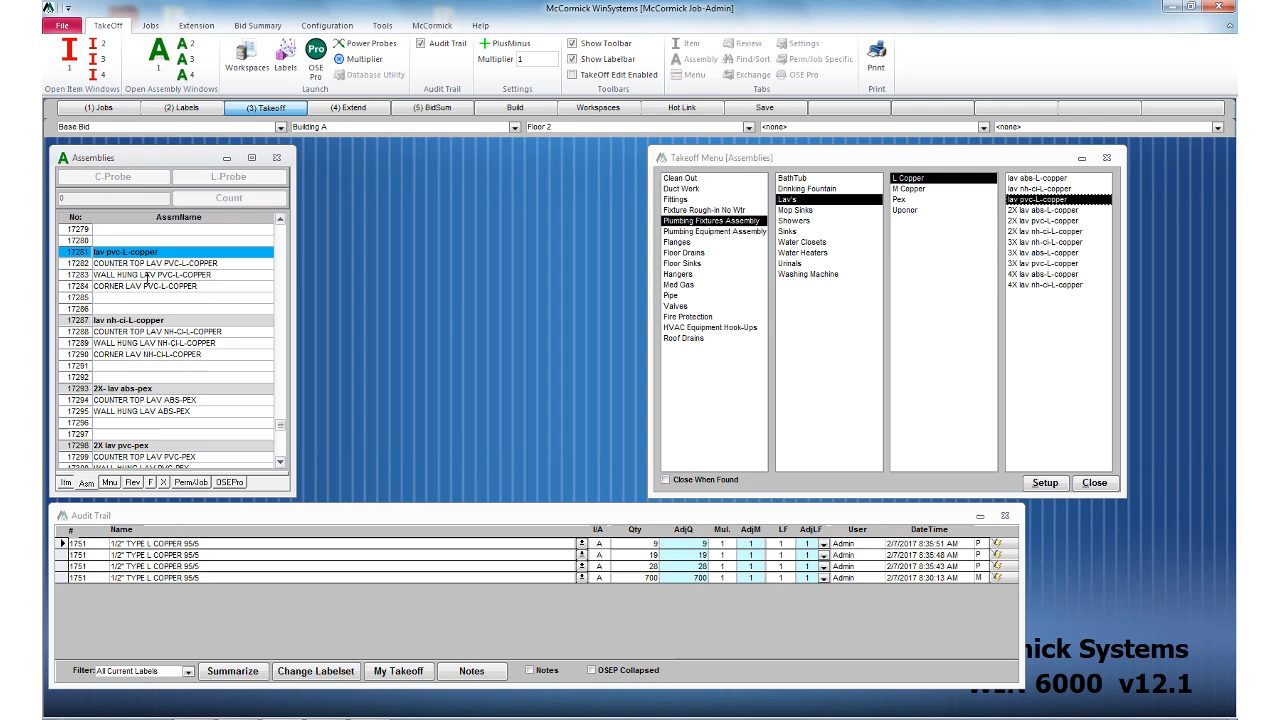 McCormick WinSystems [McCormick Job-Admin]
File TakeOff Jobs Extension Bid Summary Configuration Tools McCormick Help
I 1 I 2 I 3 I 4
Open Item Windows
A 1 A 2 A 3 A 4
Open Assembly Windows
Workspaces Labels Pro OSE Pro Power Probes Multiplier Database Utility
Launch
Audit Trail
Audit Trail
PlusMinus
Multiplier 1
Settings
Show Toolbar
Show Labelbar
TakeOff Edit Enabled
Toolbars
Item Review Settings
Assembly Find/Sort Perm/Job Specific
Menu Exchange OSE Pro
Tabs
Print
Print
(1) Jobs (2) Labels (3) Takeoff (4) Extend (5) BidSum Build Workspaces Hot Link Save
Base Bid Building A Floor 2 <none> <none>
A Assemblies
C-Probe L-Probe
0 Count
No: AssmName
17279
17280
17281 lav pvc-L-copper
17282 COUNTER TOP LAV PVC-L-COPPER
17283 WALL HUNG LAV PVC-L-COPPER
17284 CORNER LAV PVC-L-COPPER
17285
17286
17287 lav nh-ci-L-copper
17288 COUNTER TOP LAV NH-CI-L-COPPER
17289 WALL HUNG LAV NH-CI-L-COPPER
17290 CORNER LAV NH-CI-L-COPPER
17291
17292
17293 2X- lav abs-pex
17294 COUNTER TOP LAV ABS-PEX
17295 WALL HUNG LAV ABS-PEX
17296
17297
17298 2X lav pvc-pex
17299 COUNTER TOP LAV PVC-PEX
WALL HUNG LAV PVC-PEX
Itm Asm Mnu Rev F X Perm/Job OSEPro
Takeoff Menu [Assemblies]
Clean Out
Duct Work
Fittings
Fixture Rough-in No Wtr
Plumbing Fixtures Assembly
Plumbing Equipment Assembly
Flanges
Floor Drains
Floor Sinks
Hangers
Med Gas
Pipe
Valves
Fire Protection
HVAC Equipment Hook-Ups
Roof Drains
BathTub
Drinking Fountain
Lav's
Mop Sinks
Showers
Sinks
Water Closets
Water Heaters
Urinals
Washing Machine
L Copper
M Copper
Pex
Uponor
lav abs-L-copper
lav nh-ci-L-copper
lav pvc-L-copper
2X lav abs-L-copper
2X lav nh-ci-L-copper
3X lav nh-ci-L-copper
3X lav abs-L-copper
3X lav pvc-L-copper
4X lav abs-L-copper
4X lav nh-ci-L-copper
Close When Found Setup Close
Audit Trail
# Name I/A Qty AdjQ Mul. AdjM LF AdjLF User DateTime
1751 1/2" TYPE L COPPER 95/5 A 9 9 1 1 1 1 Admin 2/7/2017 8:35:51 AM P
1751 1/2" TYPE L COPPER 95/5 A 19 19 1 1 1 1 Admin 2/7/2017 8:35:48 AM P
1751 1/2" TYPE L COPPER 95/5 A 28 28 1 1 1 1 Admin 2/7/2017 8:35:43 AM P
1751 1/2" TYPE L COPPER 95/5 A 700 700 1 1 1 1 Admin 2/7/2017 8:30:13 AM M
Filter: All Current Labels Summarize Change Labelset My Takeoff Notes Notes OSEP Collapsed
mick Systems
6000 v12.1